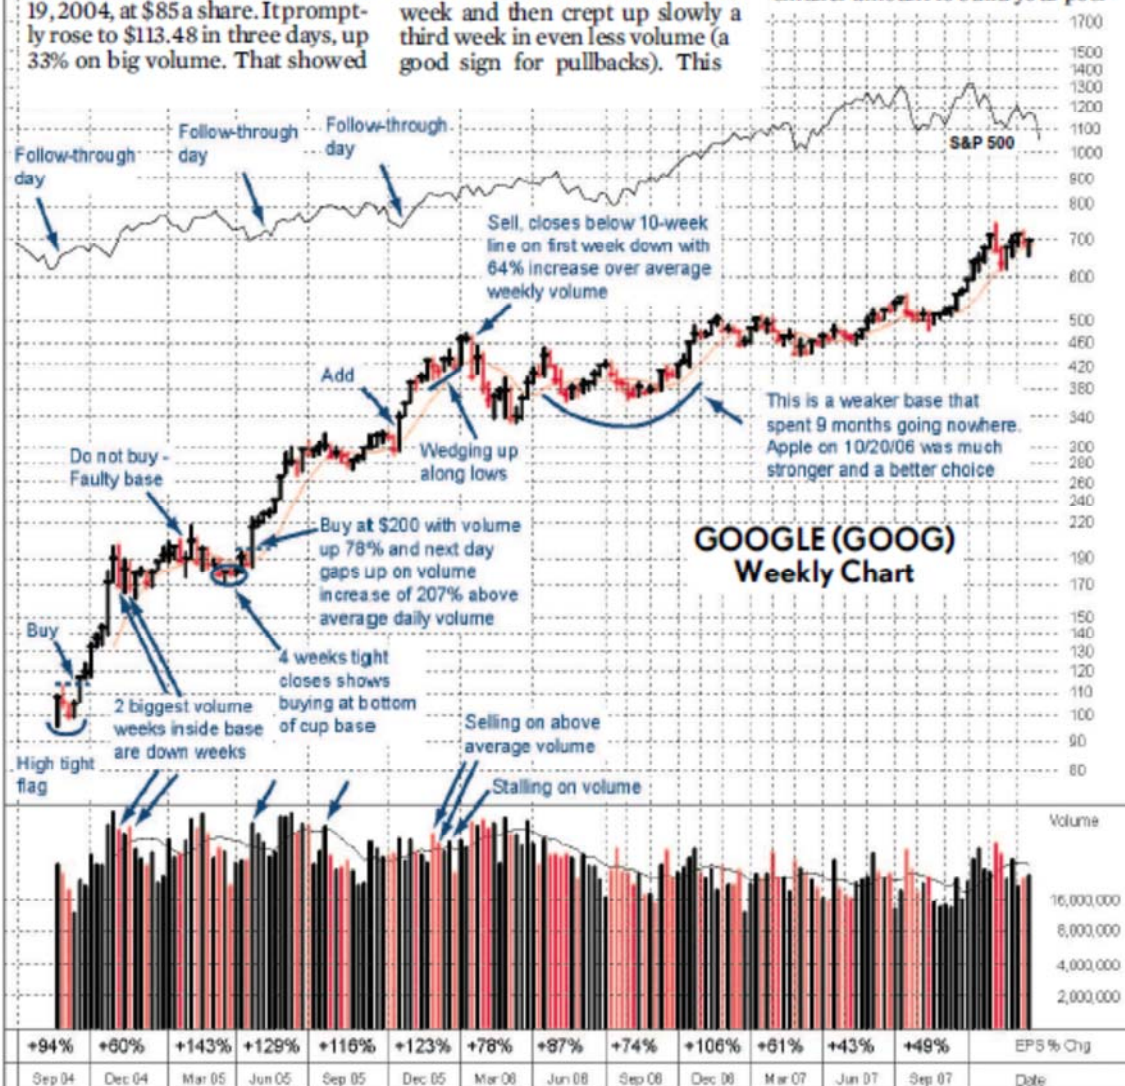 19, 2004, at $85 a share. It prompt-
ly rose to $113.48 in three days, up
33% on big volume. That showed
week and then crept up slowly a
third week in even less volume (a
good sign for pullbacks). This
1700
1500
1400
1300
1200
1100
1000
900
800
700
600
500
460
420
380
340
300
280
260
240
220
190
170
150
140
130
120
110
100
90
80
S&P 500
Follow-through
day
Follow-through
day
Follow-through
day
Sell, closes below 10-week
line on first week down with
64% increase over average
weekly volume
Add
Wedging up
along lows
This is a weaker base that
spent 9 months going nowhere.
Apple on 10/20/06 was much
stronger and a better choice
Do not buy -
Faulty base
Buy at $200 with volume
up 78% and next day
gaps up on volume
increase of 207% above
average daily volume
GOOGLE (GOOG)
Weekly Chart
Buy
4 weeks tight
closes shows
buying at bottom
of cup base
2 biggest volume
weeks inside base
are down weeks
High tight
flag
Selling on above
average volume
Stalling on volume
Volume
16,000,000
8,000,000
4,000,000
2,000,000
+94% +60% +143% +129% +116% +123% +78% +87% +74% +106% +61% +43% +49% EPS % Chg
Sep 04 Dec 04 Mar 05 Jun 05 Sep 05 Dec 05 Mar 06 Jun 06 Sep 06 Dec 06 Mar 07 Jun 07 Sep 07 Date